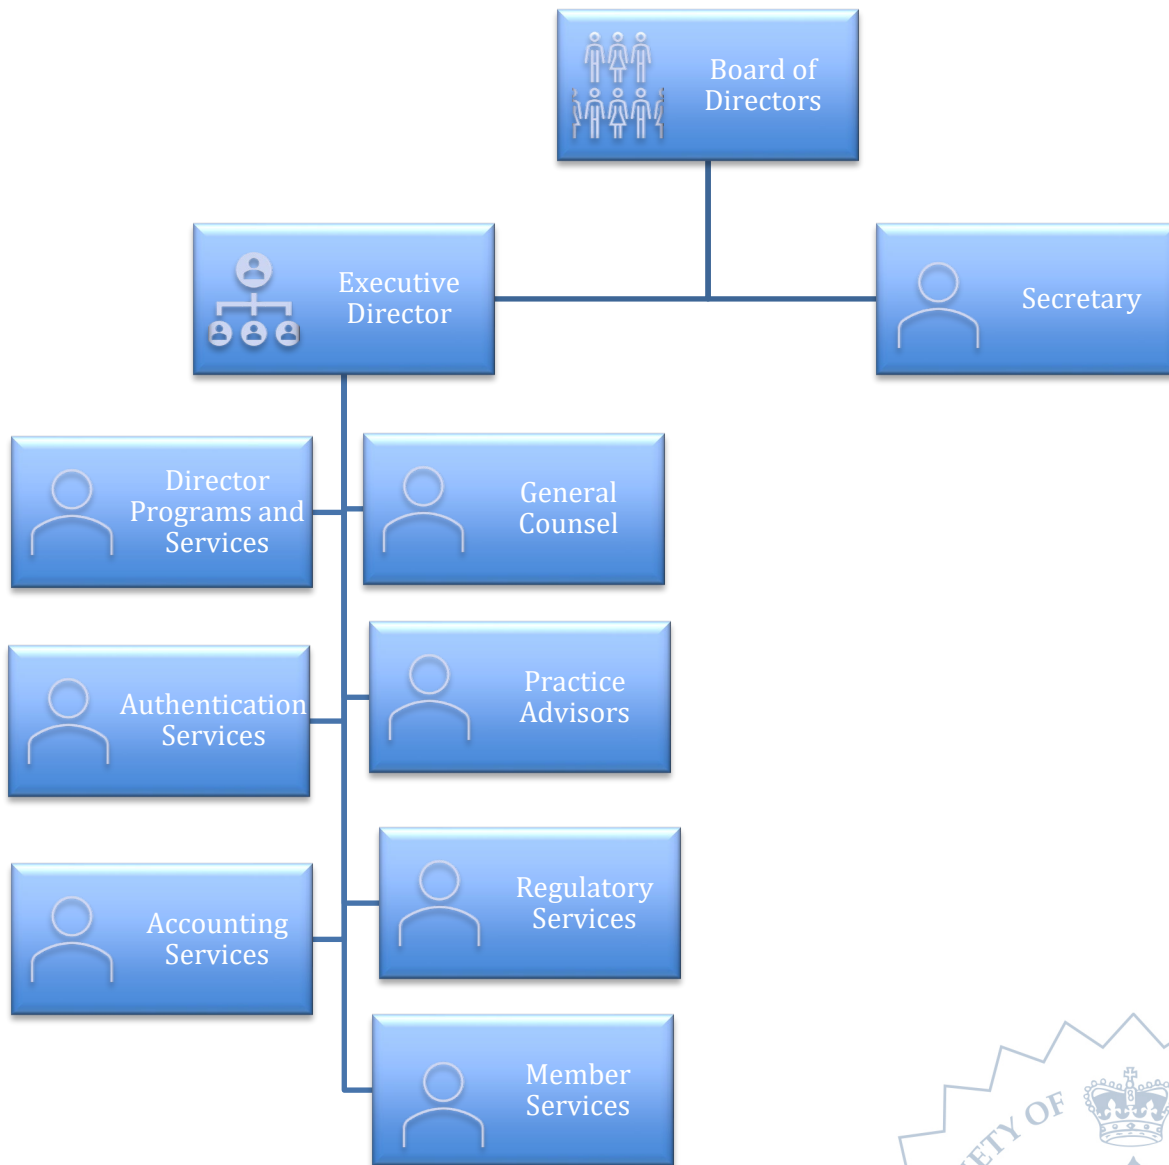 Board of
Directors
Executive
Director
Secretary
Director
Programs and
Services
General
Counsel
Authentication
Services
Practice
Advisors
Accounting
Services
Regulatory
Services
Member
Services
OF